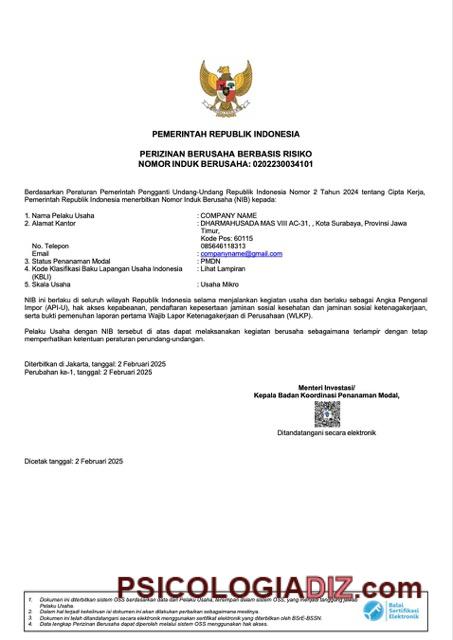 PEMERINTAH REPUBLIK INDONESIA
PERIZINAN BERUSAHA BERBASIS RISIKO
NOMOR INDUK BERUSAHA: 0202230034101
Berdasarkan Peraturan Pemerintah Pengganti Undang-Undang Republik Indonesia Nomor 2 Tahun 2024 tentang Cipta Kerja,
Pemerintah Republik Indonesia menerbitkan Nomor Induk Berusaha (NIB) kepada:
1. Nama Pelaku Usaha : COMPANY NAME
2. Alamat Kantor : DHARMAHUSADA MAS VIII AC-31, , Kota Surabaya, Provinsi Jawa
Timur,
Kode Pos: 60115
No. Telepon : 085646118313
Email : companyname@gmail.com
3. Status Penanaman Modal : PMDN
4. Kode Klasifikasi Baku Lapangan Usaha Indonesia : Lihat Lampiran
(KBLI)
5. Skala Usaha : Usaha Mikro
NIB ini berlaku di seluruh wilayah Republik Indonesia selama menjalankan kegiatan usaha dan berlaku sebagai Angka Pengenal
Impor (API-U), hak akses kepabeanan, pendaftaran kepesertaan jaminan sosial kesehatan dan jaminan sosial ketenagakerjaan,
serta bukti pemenuhan laporan pertama Wajib Lapor Ketenagakerjaan di Perusahaan (WLKP).
Pelaku Usaha dengan NIB tersebut di atas dapat melaksanakan kegiatan berusaha sebagaimana terlampir dengan tetap
memperhatikan ketentuan peraturan perundang-undangan.
Diterbitkan di Jakarta, tanggal: 2 Februari 2025
Perubahan ke-1, tanggal: 2 Februari 2025
Menteri Investasi/
Kepala Badan Koordinasi Penanaman Modal,
Ditandatangani secara elektronik
Dicetak tanggal: 2 Februari 2025
PSICOLOGIADIZ.com
1. Dokumen ini diterbitkan sistem OSS berdasarkan data dari Pelaku Usaha, tersimpan dalam sistem OSS, yang menjadi tanggung jawab
Pelaku Usaha.
2. Dalam hal terjadi kekeliruan isi dokumen ini akan dilakukan perbaikan sebagaimana mestinya.
3. Dokumen ini telah ditandatangani secara elektronik menggunakan sertifikat elektronik yang diterbitkan oleh BSrE-BSSN.
4. Data lengkap Perizinan Berusaha dapat diperoleh melalui sistem OSS menggunakan hak akses.
Balai
Sertifikasi
Elektronik